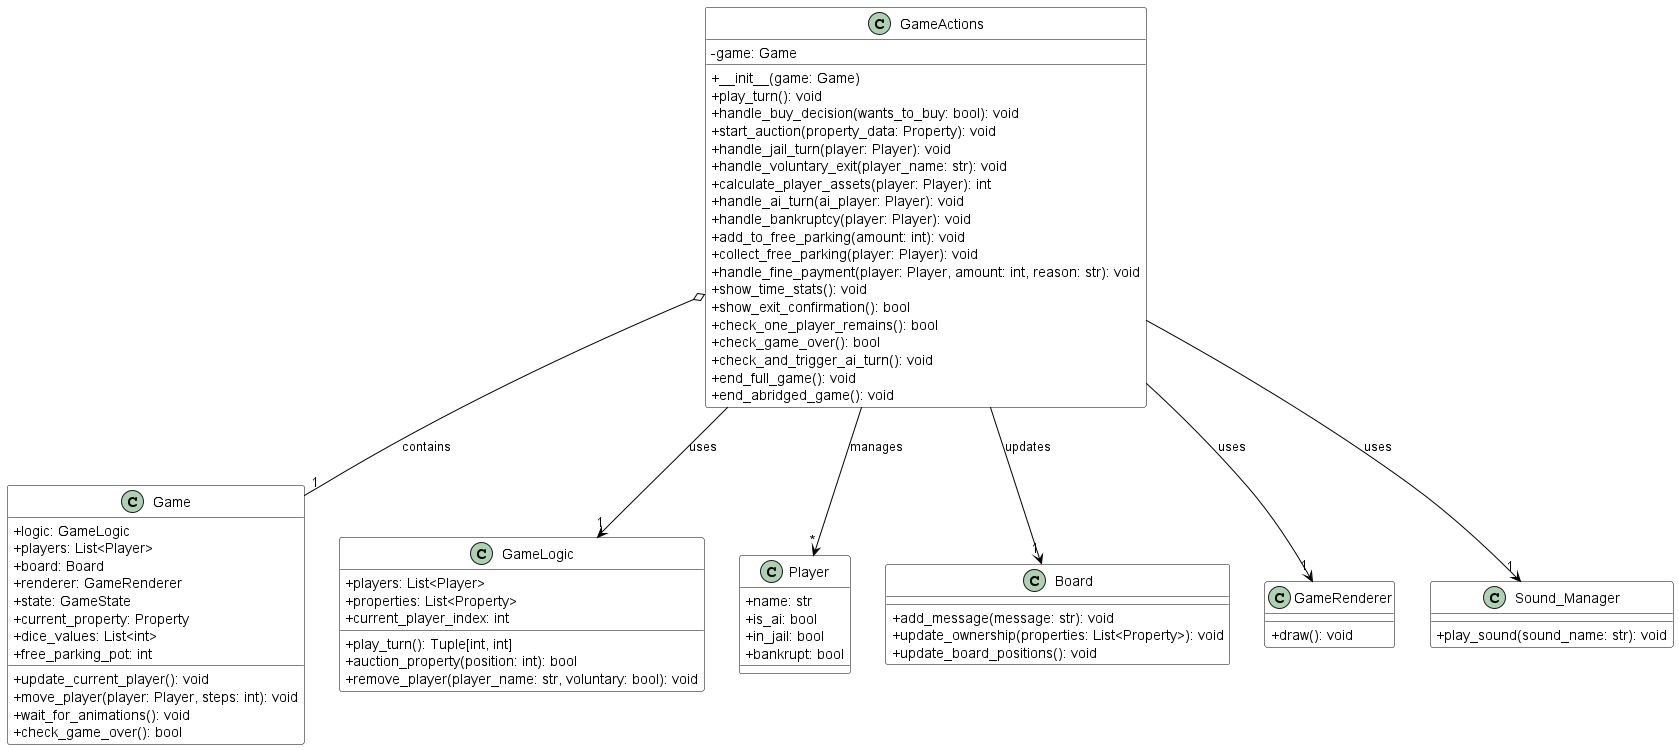 C GameActions
-game: Game
+__init__(game: Game)
+play_turn(): void
+handle_buy_decision(wants_to_buy: bool): void
+start_auction(property_data: Property): void
+handle_jail_turn(player: Player): void
+handle_voluntary_exit(player_name: str): void
+calculate_player_assets(player: Player): int
+handle_ai_turn(ai_player: Player): void
+handle_bankruptcy(player: Player): void
+add_to_free_parking(amount: int): void
+collect_free_parking(player: Player): void
+handle_fine_payment(player: Player, amount: int, reason: str): void
+show_time_stats(): void
+show_exit_confirmation(): bool
+check_one_player_remains(): bool
+check_game_over(): bool
+check_and_trigger_ai_turn(): void
+end_full_game(): void
+end_abridged_game(): void
contains
uses
manages
updates
uses
uses
1
1
*
1
1
1
C Game
+logic: GameLogic
+players: List<Player>
+board: Board
+renderer: GameRenderer
+state: GameState
+current_property: Property
+dice_values: List<int>
+free_parking_pot: int
+update_current_player(): void
+move_player(player: Player, steps: int): void
+wait_for_animations(): void
+check_game_over(): bool
C GameLogic
+players: List<Player>
+properties: List<Property>
+current_player_index: int
+play_turn(): Tuple[int, int]
+auction_property(position: int): bool
+remove_player(player_name: str, voluntary: bool): void
C Player
+name: str
+is_ai: bool
+in_jail: bool
+bankrupt: bool
C Board
+add_message(message: str): void
+update_ownership(properties: List<Property>): void
+update_board_positions(): void
C GameRenderer
+draw(): void
C Sound_Manager
+play_sound(sound_name: str): void